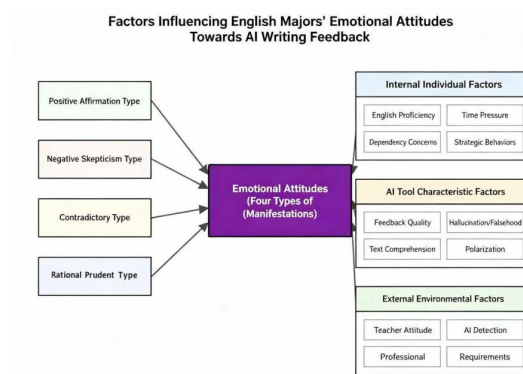 Factors Influencing English Majors' Emotional Attitudes
Towards AI Writing Feedback
Positive Affirmation Type
Negative Skepticism Type
Contradictory Type
Rational Prudent Type
Emotional Attitudes
(Four Types of
(Manifestations)
Internal Individual Factors
English Proficiency
Time Pressure
Dependency Concerns
Strategic Behaviors
AI Tool Characteristic Factors
Feedback Quality
Hallucination/Falsehood
Text Comprehension
Polarization
External Environmental Factors
Teacher Attitude
AI Detection
Professional
Requirements